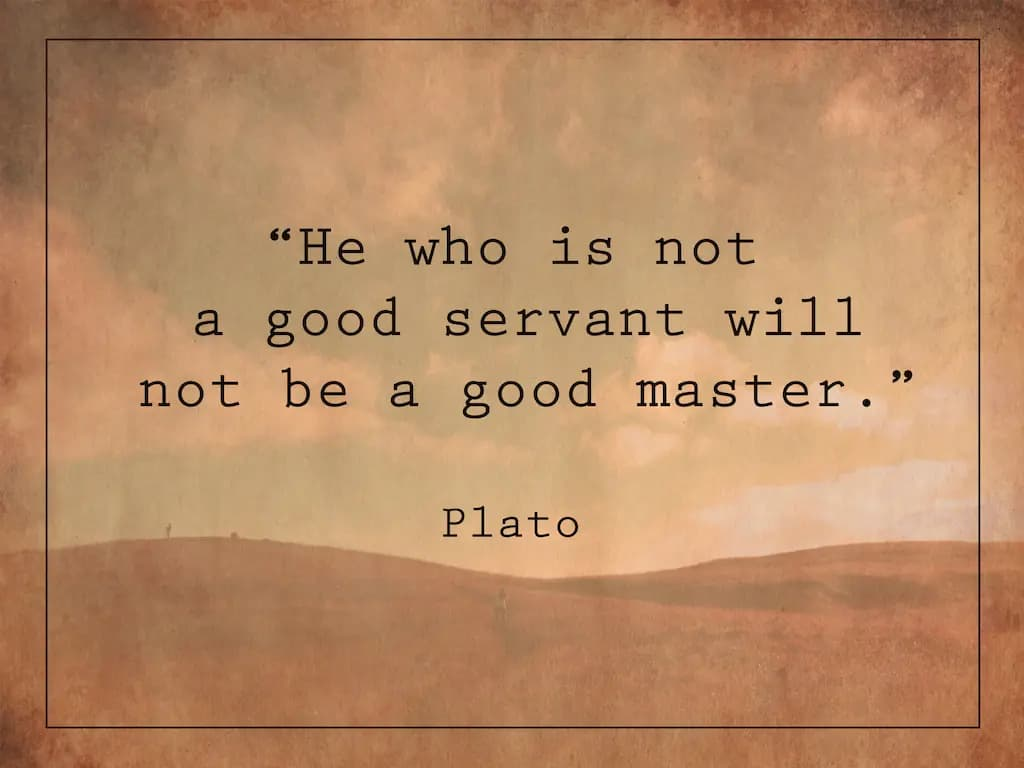 “He who is not
a good servant will
not be a good master.”
Plato